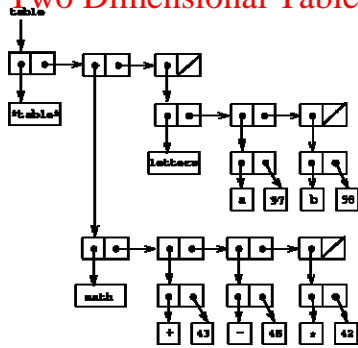 Two Dimensional Table
table
*table*
letters
a 97 b 98
math
+ 43 - 45 * 42